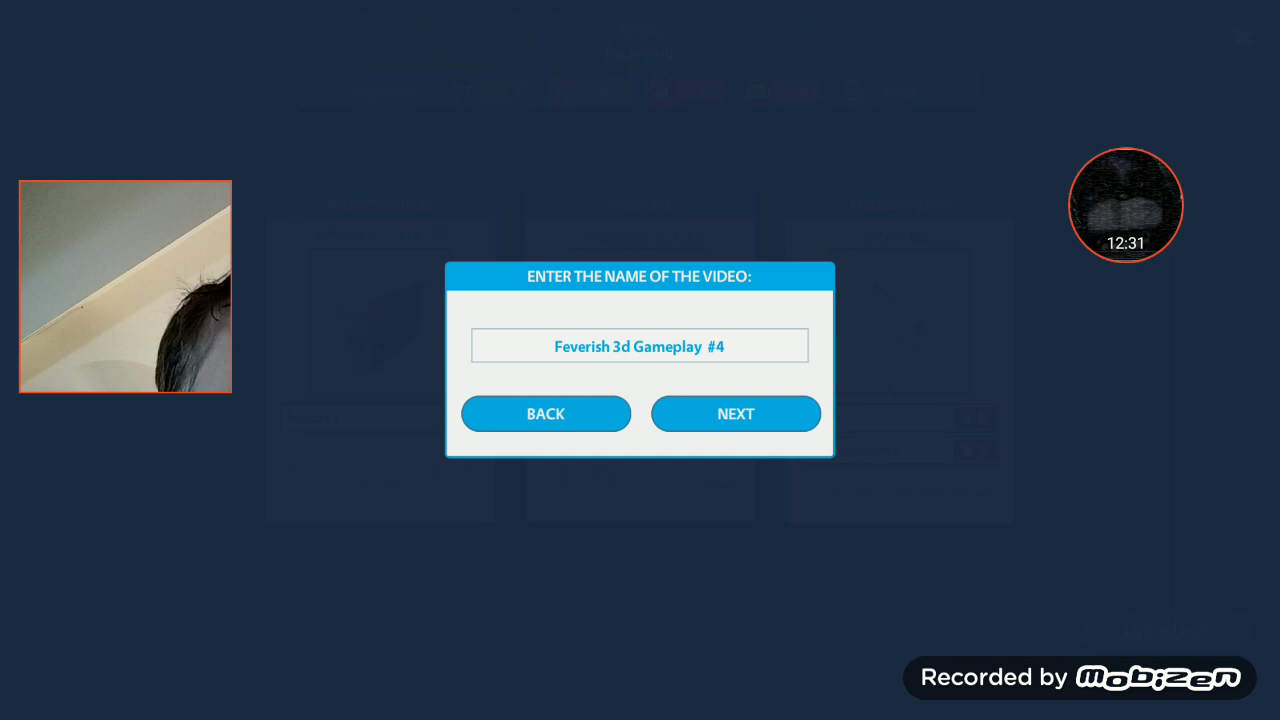 12:31
ENTER THE NAME OF THE VIDEO:
Feverish 3d Gameplay #4
BACK NEXT
Recorded by mobizen